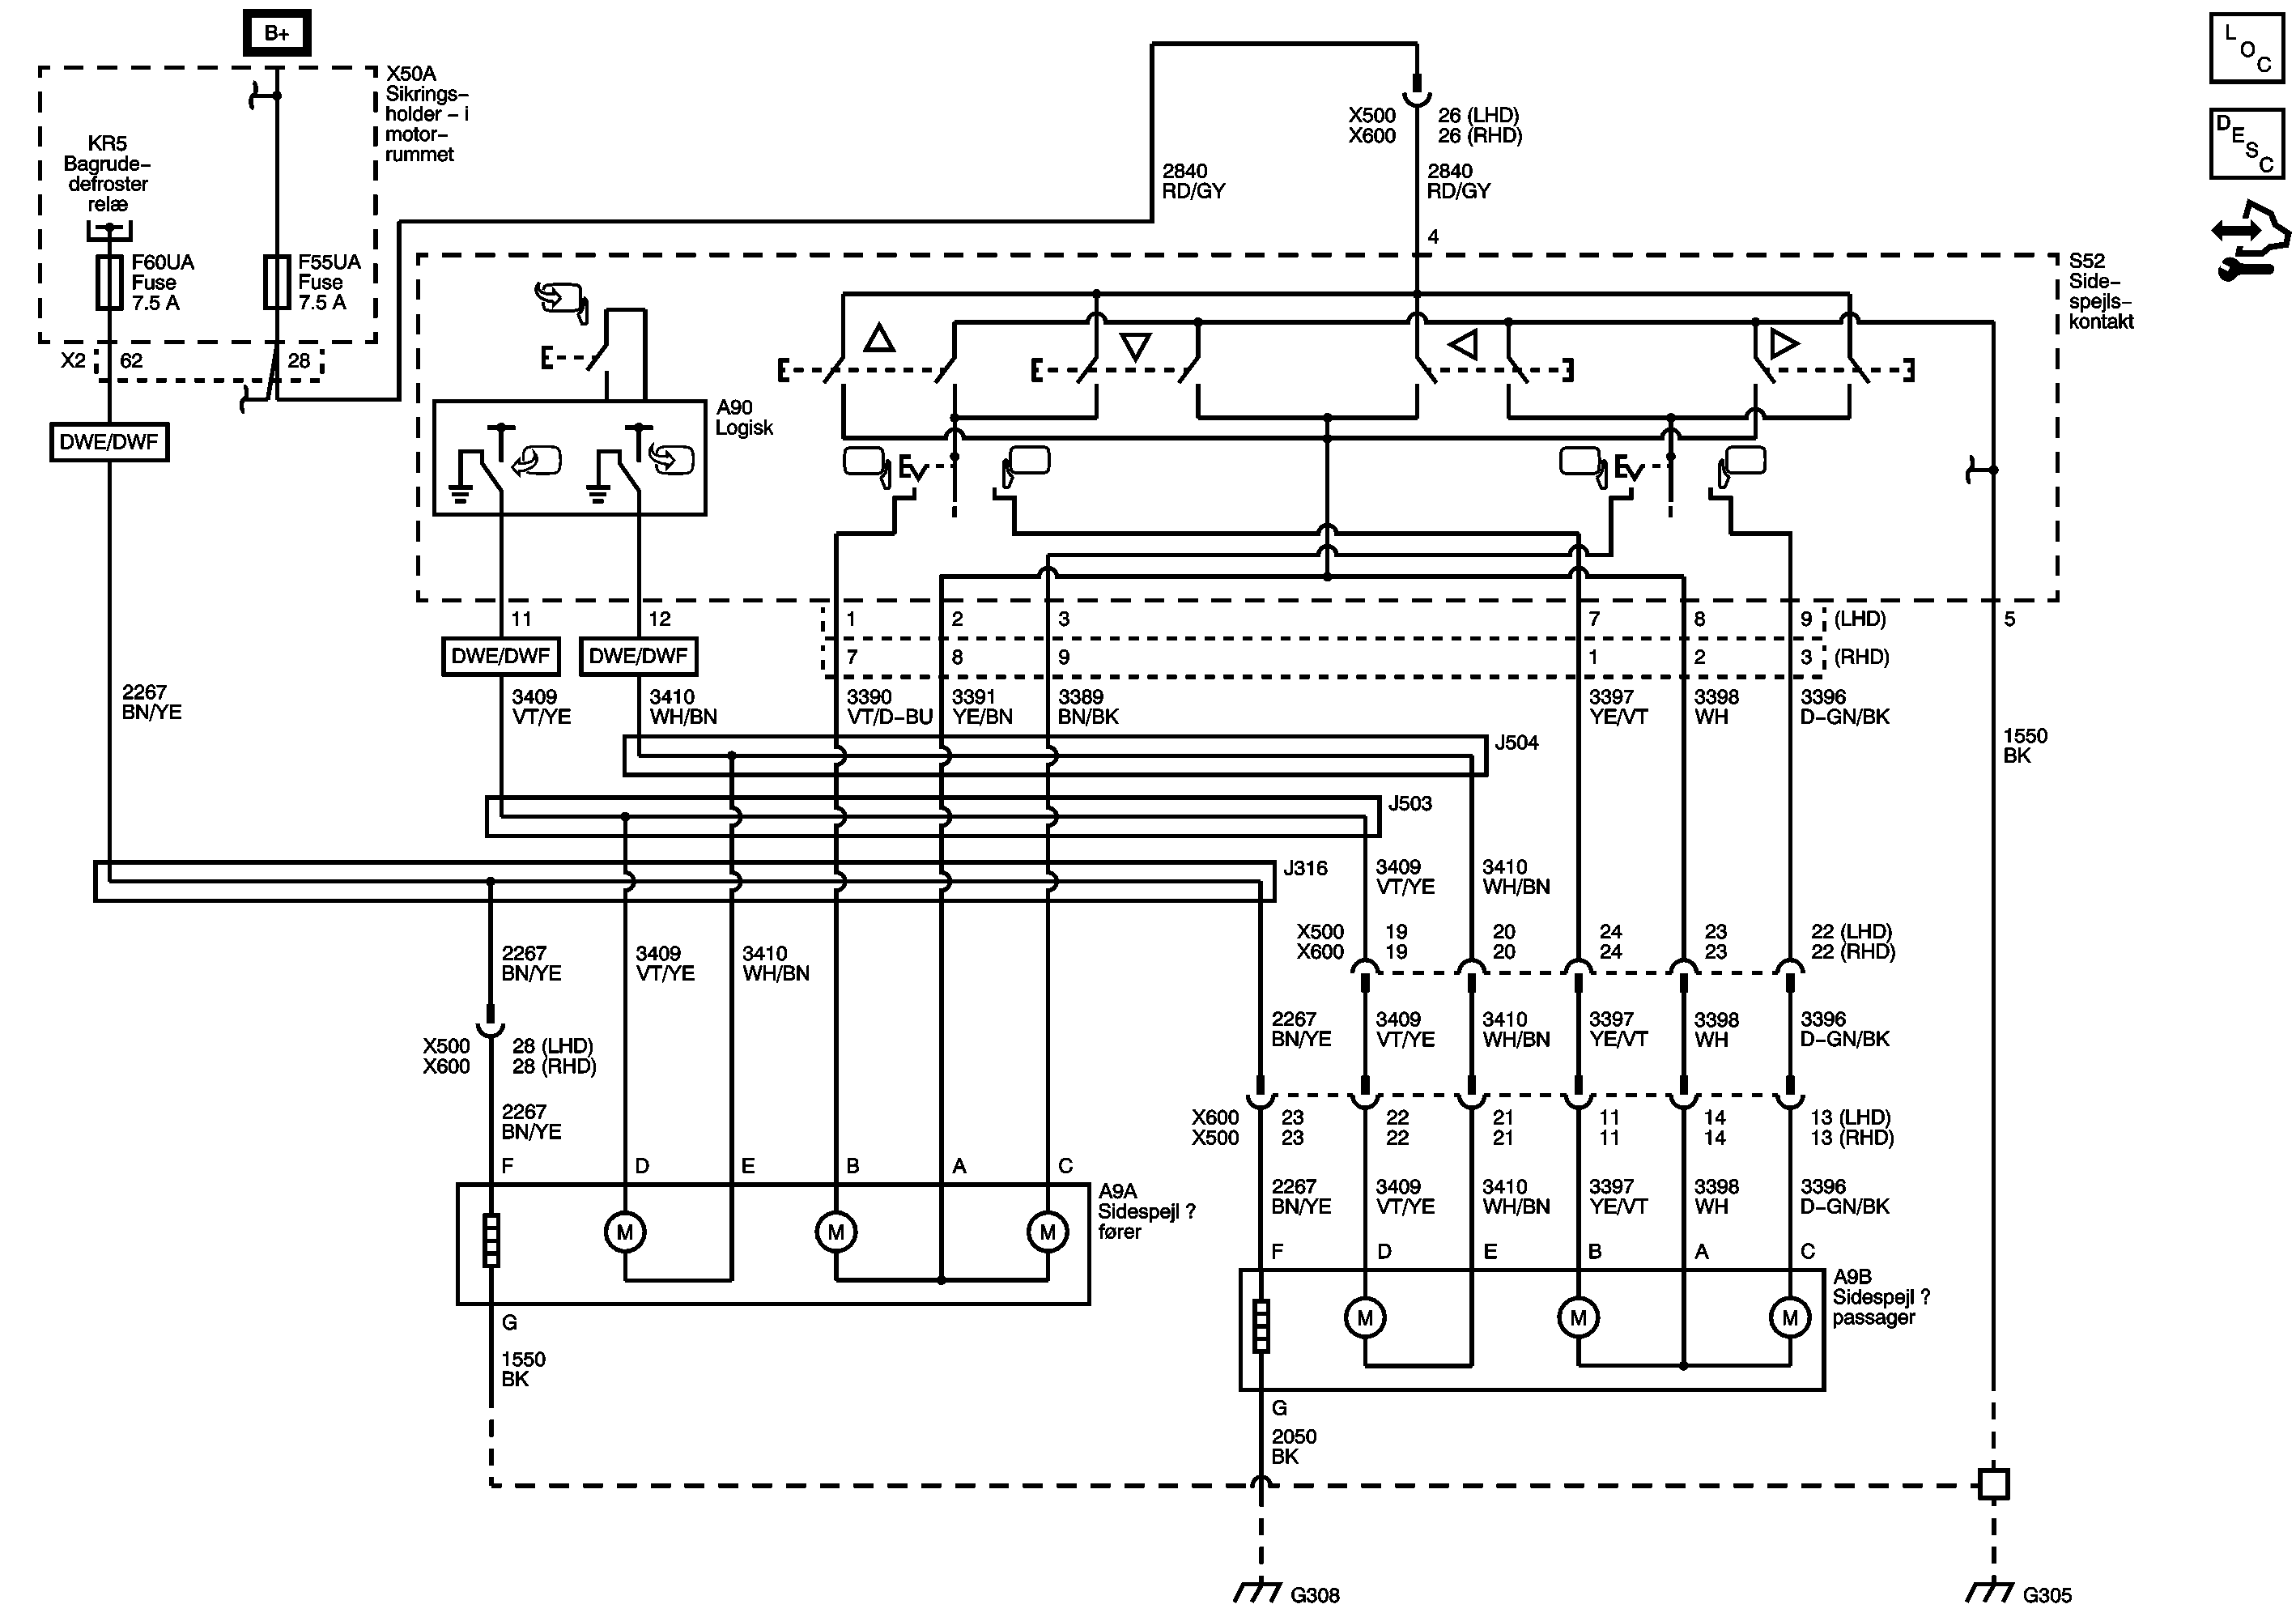 B+
X50A
Sikrings–
holder – i
motor–
rummet
KR5
Bagrude–
defroster
relæ
F60UA
Fuse
7.5 A
F55UA
Fuse
7.5 A
X2
62
28
DWE/DWF
2267
BN/YE
2840
RD/GY
X500
X600
26 (LHD)
26 (RHD)
2840
RD/GY
4
L
O
C
D
E
S
C
S52
Side–
spejls–
kontakt
A90
Logisk
11
12
1
2
3
7
8
9
(LHD)
5
7
8
9
1
2
3
(RHD)
DWE/DWF
DWE/DWF
3409
VT/YE
3410
WH/BN
3390
VT/D–BU
3391
YE/BN
3389
BN/BK
3397
YE/VT
3398
WH
3396
D–GN/BK
1550
BK
J504
J503
J316
3409
VT/YE
3410
WH/BN
2267
BN/YE
3409
VT/YE
3410
WH/BN
X500
X600
19
19
20
20
24
24
23
23
22 (LHD)
22 (RHD)
X500
X600
28 (LHD)
28 (RHD)
2267
BN/YE
3409
VT/YE
3410
WH/BN
3397
YE/VT
3398
WH
3396
D–GN/BK
2267
BN/YE
X600
X500
23
23
22
22
21
21
11
11
14
14
13 (LHD)
13 (RHD)
F
D
E
B
A
C
A9A
Sidespejl ?
fører
M
M
M
2267
BN/YE
3409
VT/YE
3410
WH/BN
3397
YE/VT
3398
WH
3396
D–GN/BK
F
D
E
B
A
C
A9B
Sidespejl ?
passager
M
M
M
G
1550
BK
G
2050
BK
G308
G305